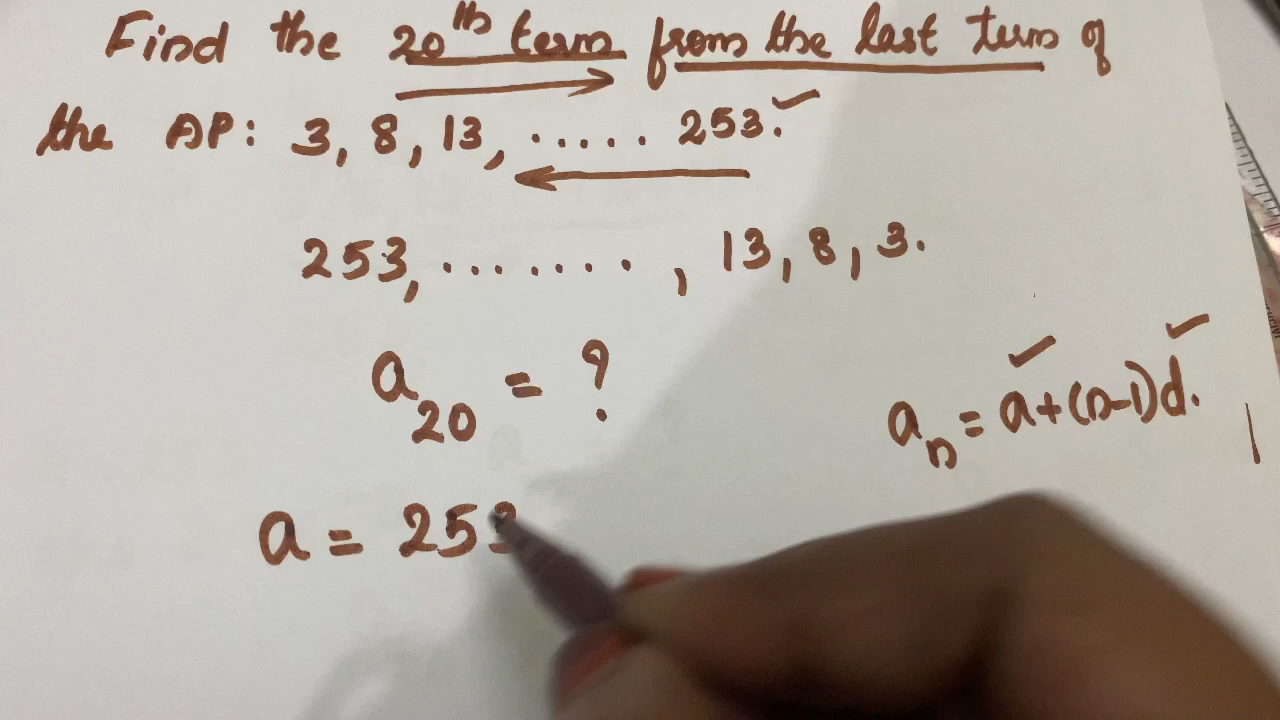 Find the 20th term from the last term of
the AP: 3, 8, 13, ..... 253.
253, ......., 13, 8, 3.
a20 = ?
an = a+(n-1)d.
a = 253